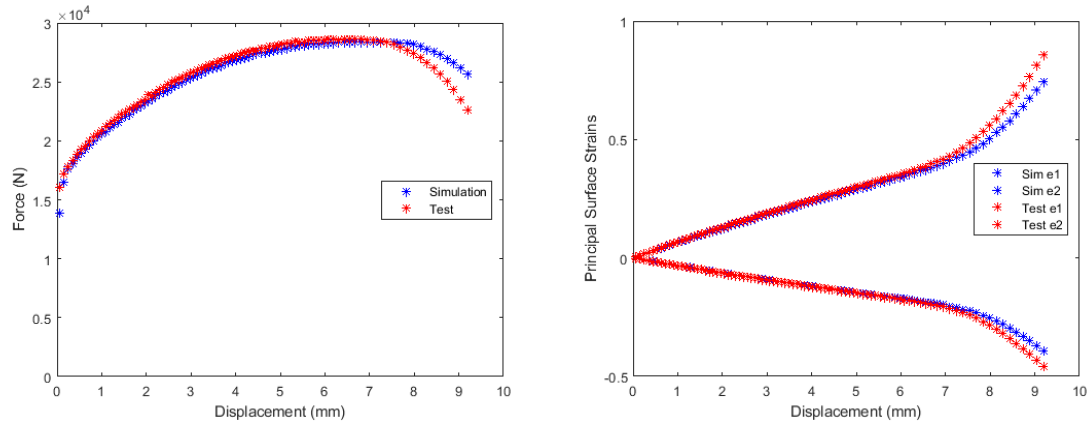 ×10⁴
3
2.5
2
1.5
1
0.5
0
Force (N)
0 1 2 3 4 5 6 7 8 9 10
Displacement (mm)
Simulation
Test
1
0.5
0
-0.5
Principal Surface Strains
0 1 2 3 4 5 6 7 8 9 10
Displacement (mm)
Sim e1
Sim e2
Test e1
Test e2